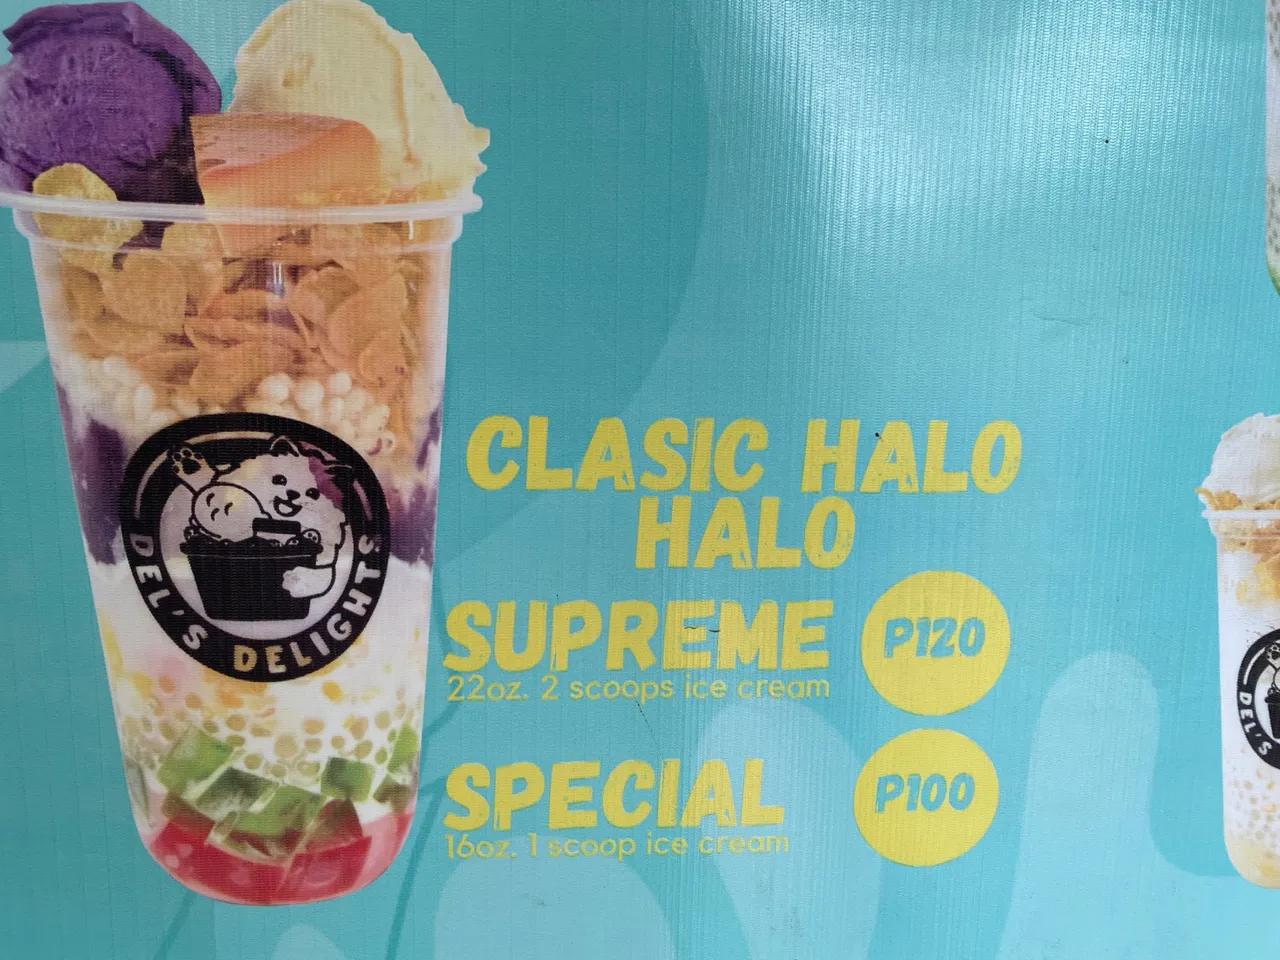 CLASIC HALO
HALO
SUPREME
P120
22oz. 2 scoops ice cream
SPECIAL
P100
16oz. 1 scoop ice cream
DEL'S DELIGHTS
DEL'S